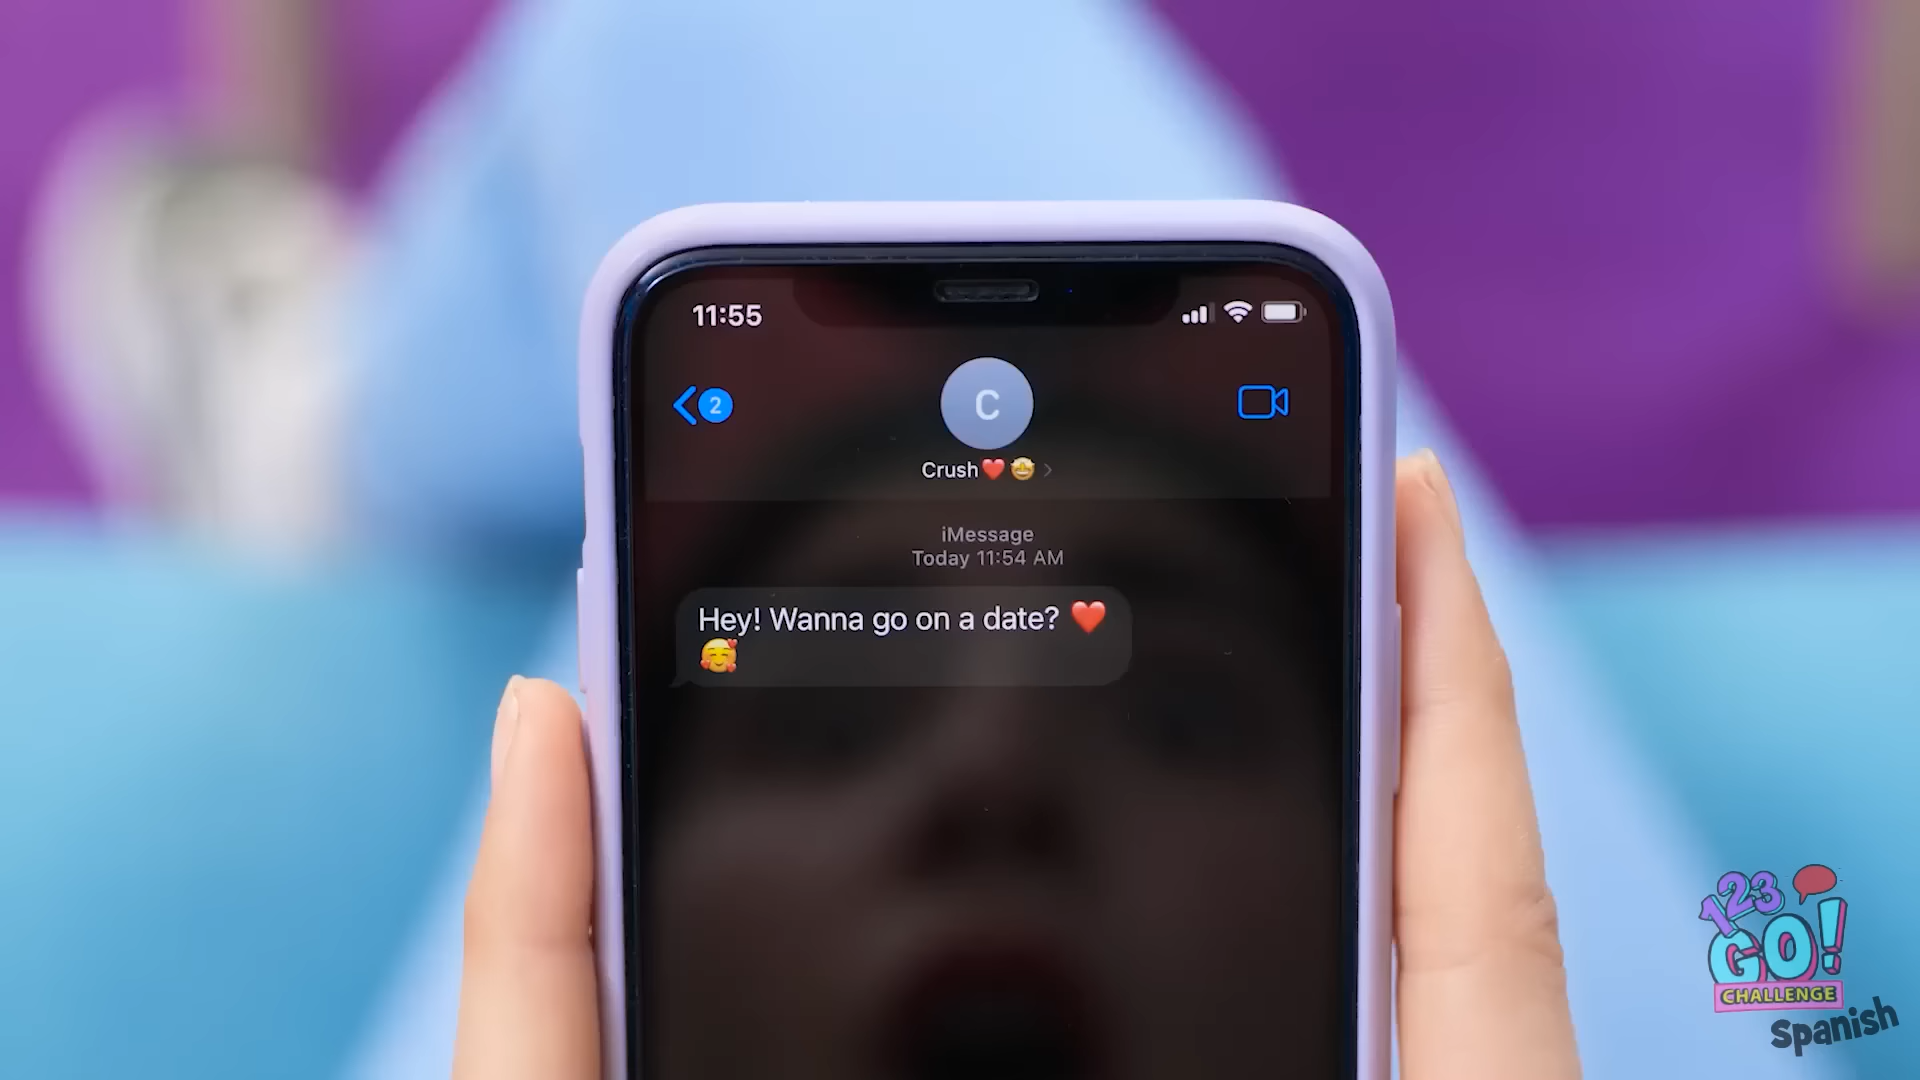 11:55
2
C
Crush❤️🤩 >
iMessage
Today 11:54 AM
Hey! Wanna go on a date? ❤️
🥰
123
GO!
CHALLENGE
Spanish